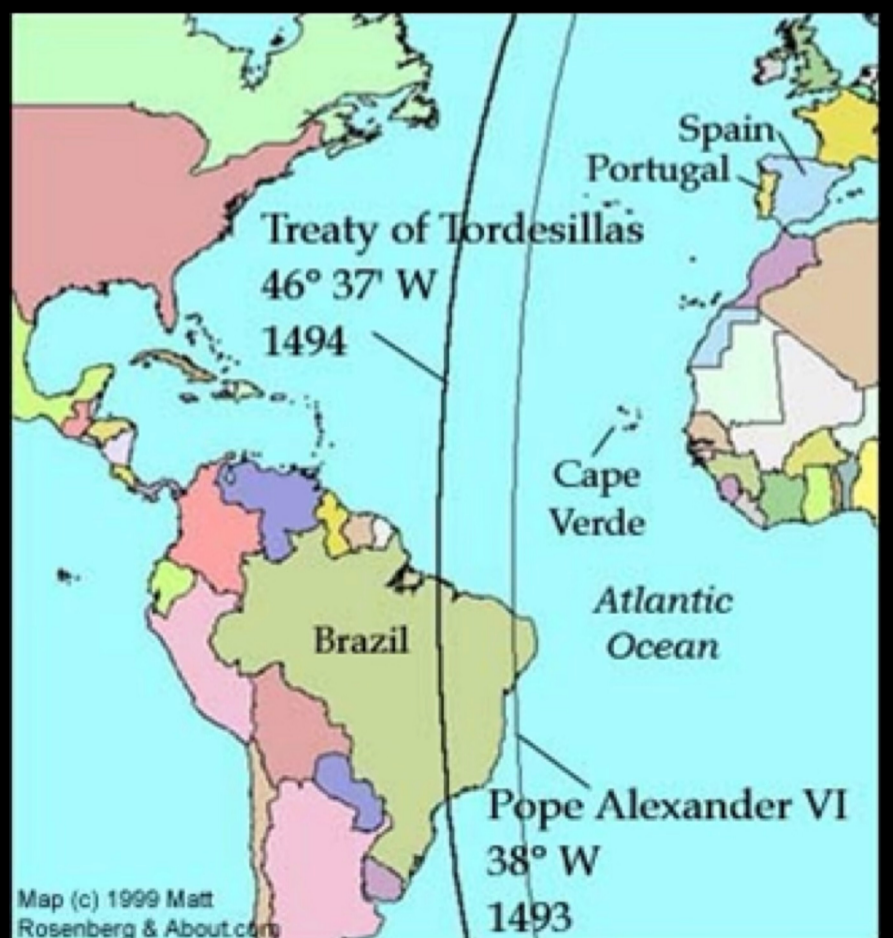 Spain
Portugal
Treaty of Tordesillas
46° 37' W
1494
Cape
Verde
Atlantic
Ocean
Brazil
Pope Alexander VI
38° W
1493
Map (c) 1999 Matt
Rosenberg & About.com